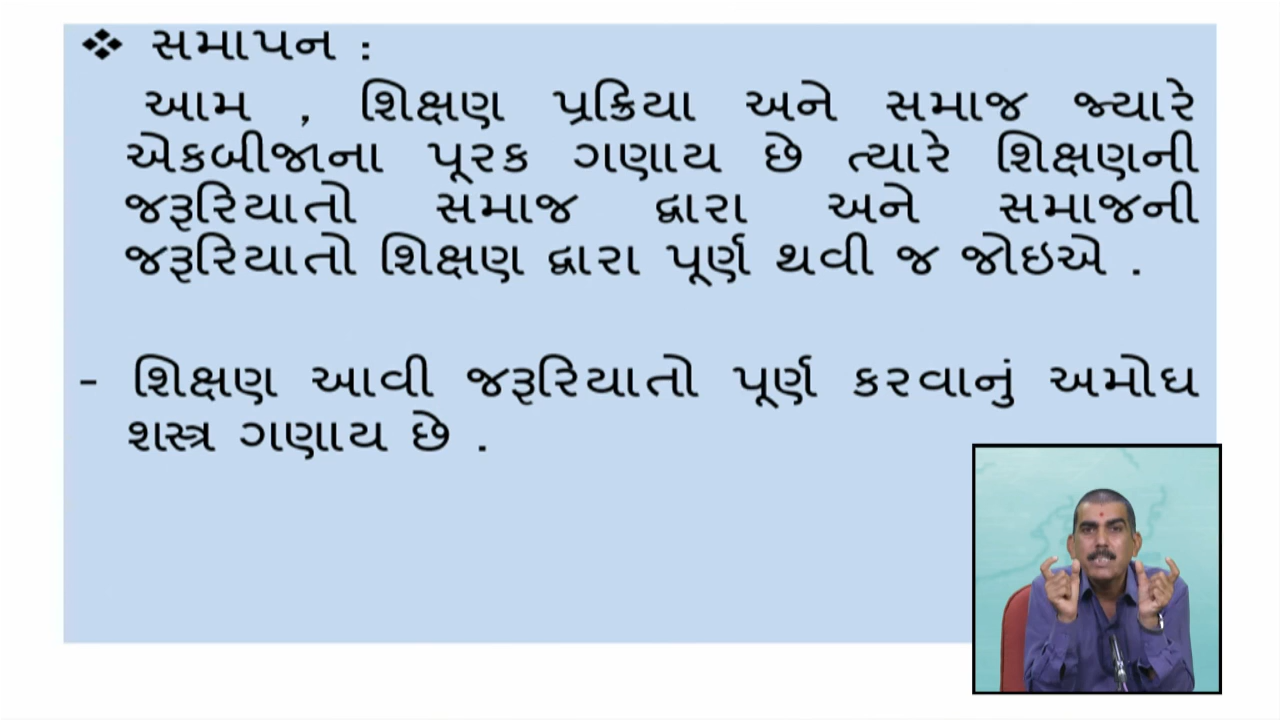 ❖ સમાપન :
આમ , શિક્ષણ પ્રક્રિયા અને સમાજ જ્યારે
એકબીજાના પૂરક ગણાય છે ત્યારે શિક્ષણની
જરૂરિયાતો સમાજ દ્વારા અને સમાજની
જરૂરિયાતો શિક્ષણ દ્વારા પૂર્ણ થવી જ જોઇએ .
- શિક્ષણ આવી જરૂરિયાતો પૂર્ણ કરવાનું અમોઘ
શસ્ત્ર ગણાય છે .